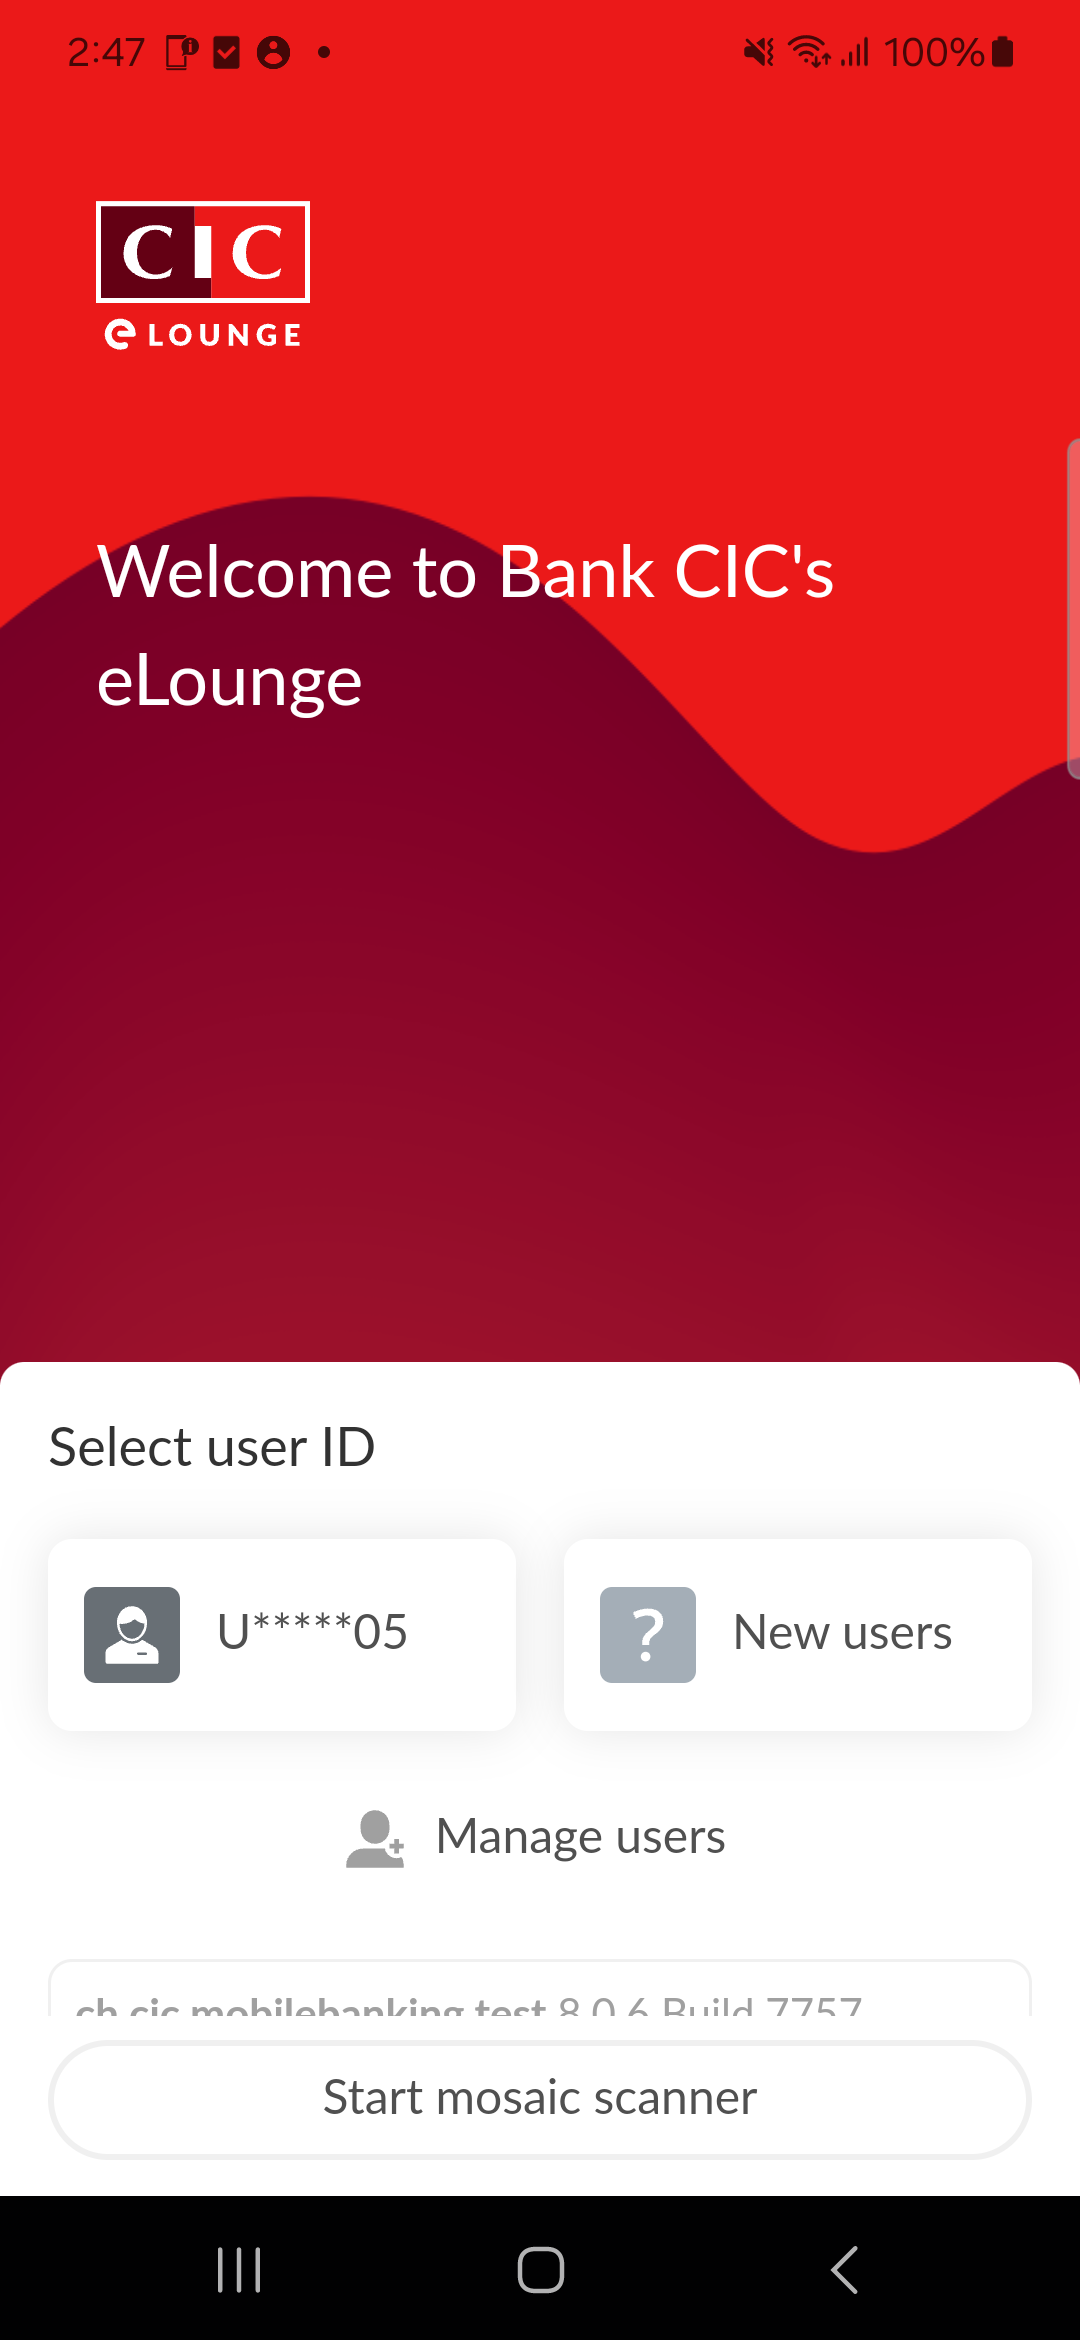 2:47
100%
CIC
e LOUNGE
Welcome to Bank CIC's
eLounge
Select user ID
U*****05
? New users
Manage users
ch.cic.mobilebanking.test 8.0.6 Build 7757
Start mosaic scanner